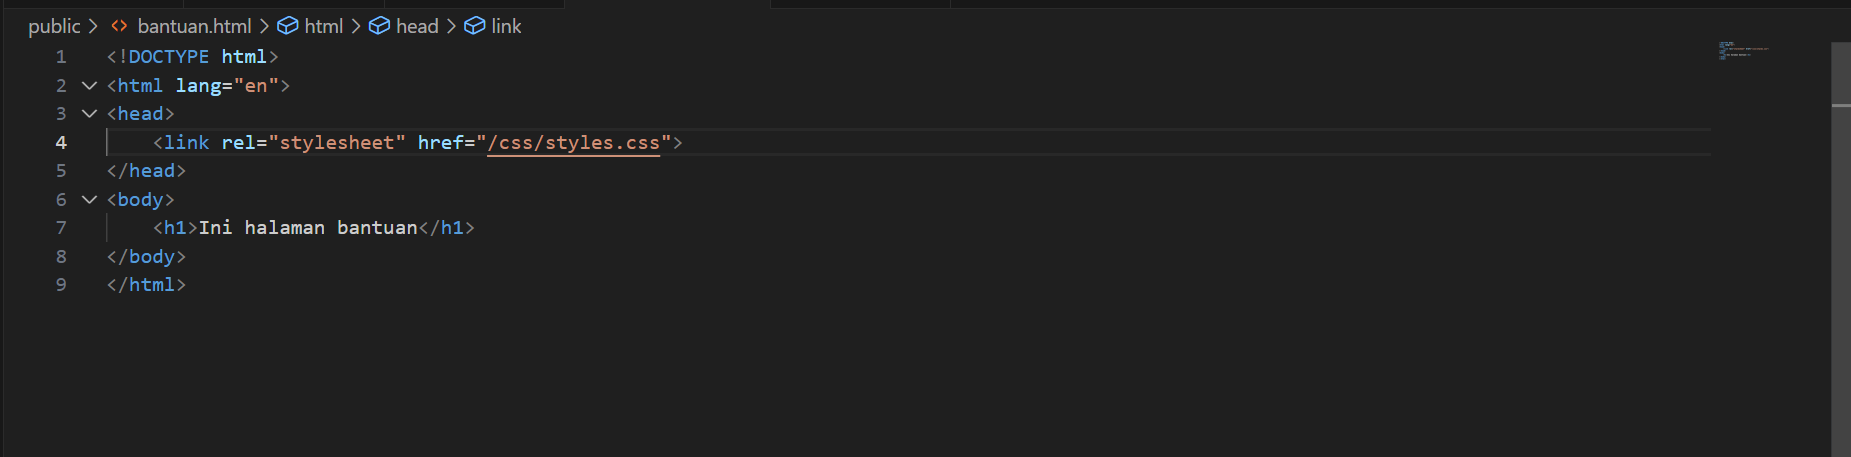 public > bantuan.html > html > head > link
1 <!DOCTYPE html>
2 <html lang="en">
3 <head>
4     <link rel="stylesheet" href="/css/styles.css">
5 </head>
6 <body>
7     <h1>Ini halaman bantuan</h1>
8 </body>
9 </html>